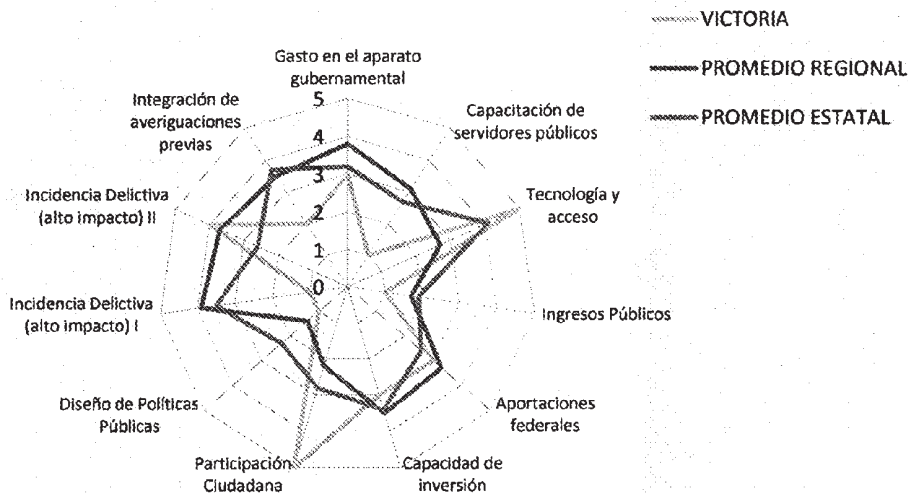 VICTORIA
PROMEDIO REGIONAL
PROMEDIO ESTATAL
Gasto en el aparato
gubernamental
Capacitación de
servidores públicos
Tecnología y
acceso
Ingresos Públicos
Aportaciones
federales
Capacidad de
inversión
Participación
Ciudadana
Diseño de Políticas
Públicas
Incidencia Delictiva
(alto impacto) I
Incidencia Delictiva
(alto impacto) II
Integración de
averiguaciones
previas
5
4
3
2
1
0